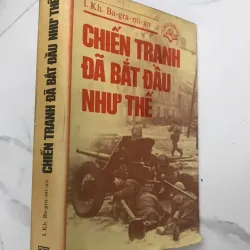 I. Kh. Ba-gra-mi-an
CHIẾN TRANH
ĐÃ BẮT ĐẦU
NHƯ THẾ
I. Kh. Ba-gra-mi-an
CHIẾN TRANH ĐÃ BẮT ĐẦU NHƯ THẾ